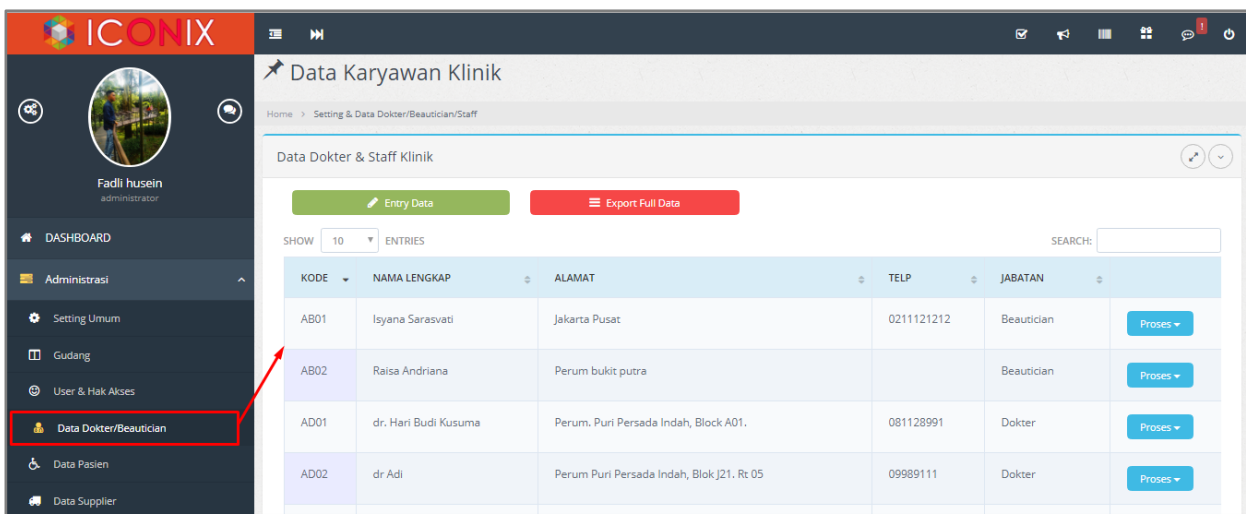 ICONIX
!
Data Karyawan Klinik
Home > Setting & Data Dokter/Beautician/Staff
Fadli husein
administrator
DASHBOARD
Administrasi
Setting Umum
Gudang
User & Hak Akses
Data Dokter/Beautician
Data Pasien
Data Supplier
Data Dokter & Staff Klinik
Entry Data
Export Full Data
SHOW 10 ENTRIES
SEARCH:
KODE NAMA LENGKAP ALAMAT TELP JABATAN
AB01 Isyana Sarasvati Jakarta Pusat 0211121212 Beautician Proses
AB02 Raisa Andriana Perum bukit putra Beautician Proses
AD01 dr. Hari Budi Kusuma Perum. Puri Persada Indah, Block A01. 081128991 Dokter Proses
AD02 dr Adi Perum Puri Persada Indah, Blok J21. Rt 05 09989111 Dokter Proses